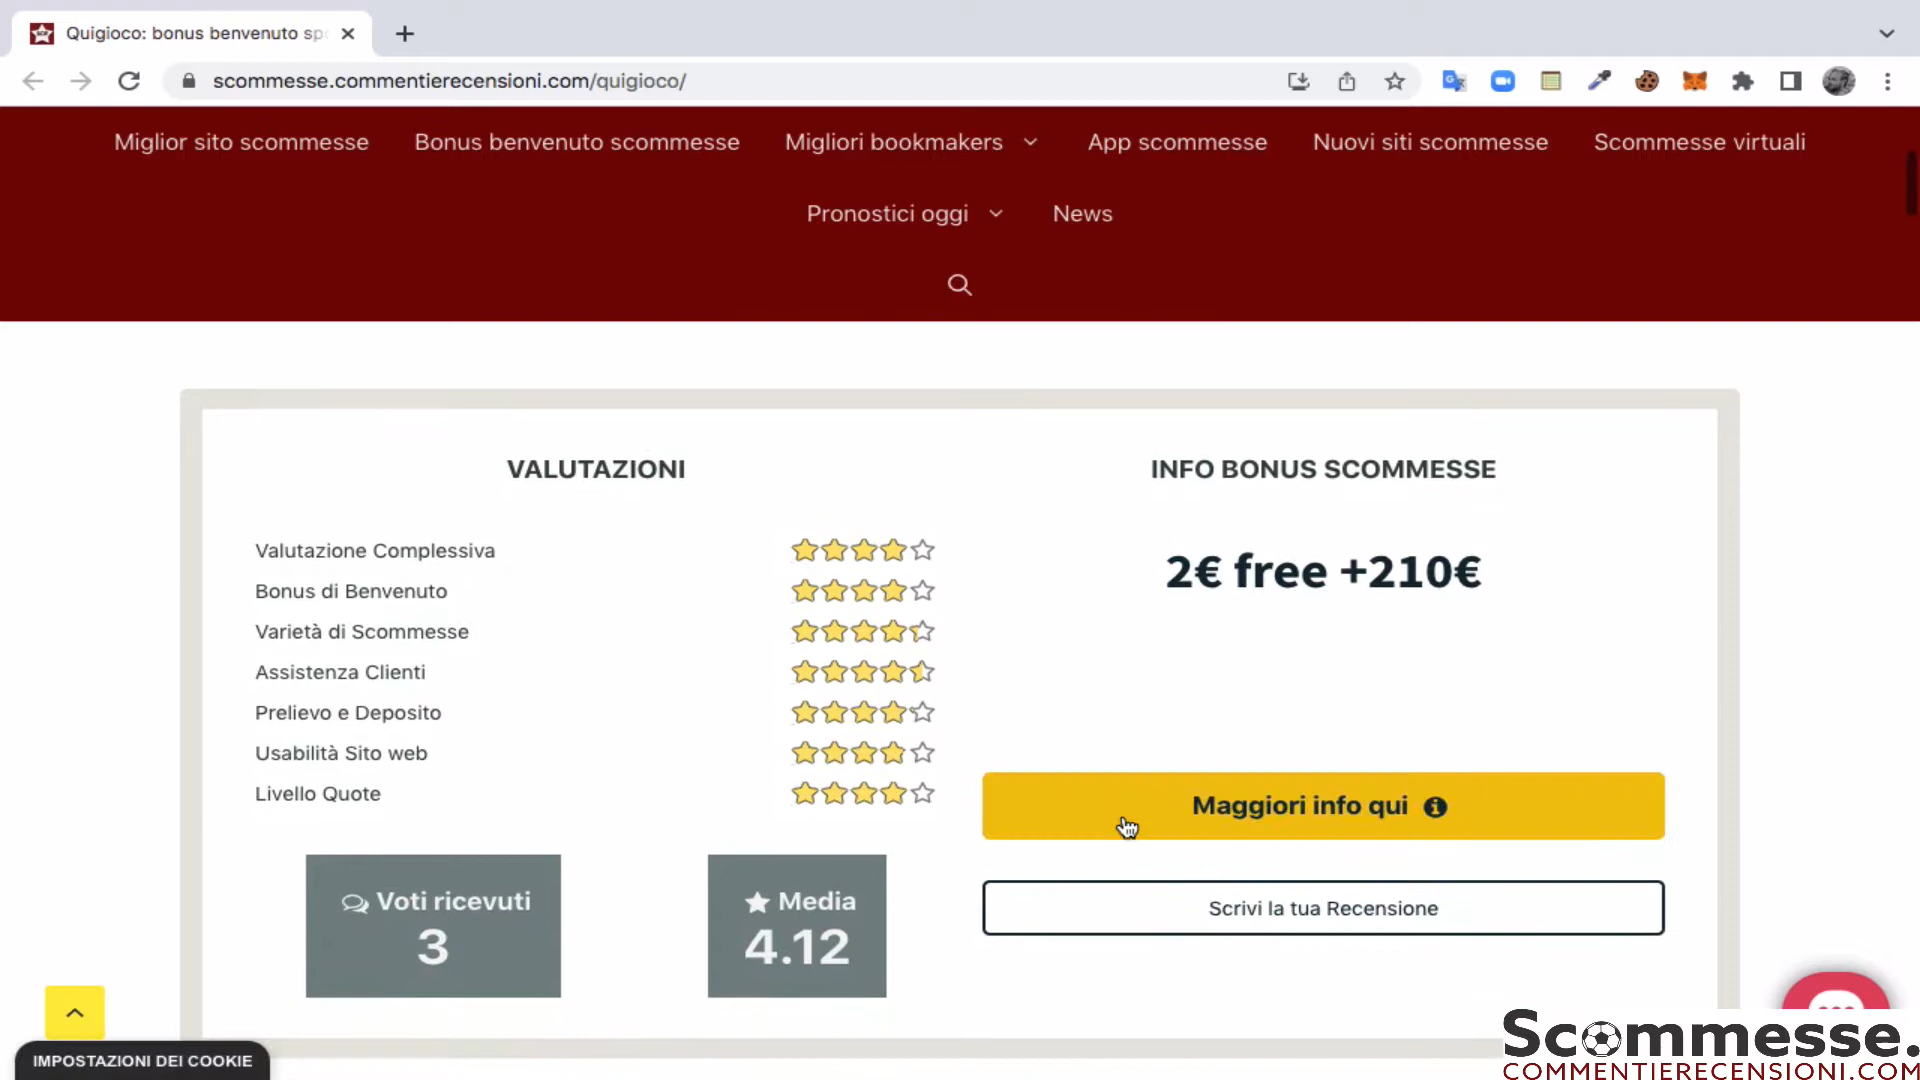 Quigioco: bonus benvenuto sp
scommesse.commentierecensioni.com/quigioco/
Miglior sito scommesse Bonus benvenuto scommesse Migliori bookmakers App scommesse Nuovi siti scommesse Scommesse virtuali
Pronostici oggi News
VALUTAZIONI
Valutazione Complessiva
Bonus di Benvenuto
Varietà di Scommesse
Assistenza Clienti
Prelievo e Deposito
Usabilità Sito web
Livello Quote
Voti ricevuti
3
Media
4.12
INFO BONUS SCOMMESSE
2€ free +210€
Maggiori info qui
Scrivi la tua Recensione
IMPOSTAZIONI DEI COOKIE
Scommesse.
COMMENTIERECENSIONI.COM